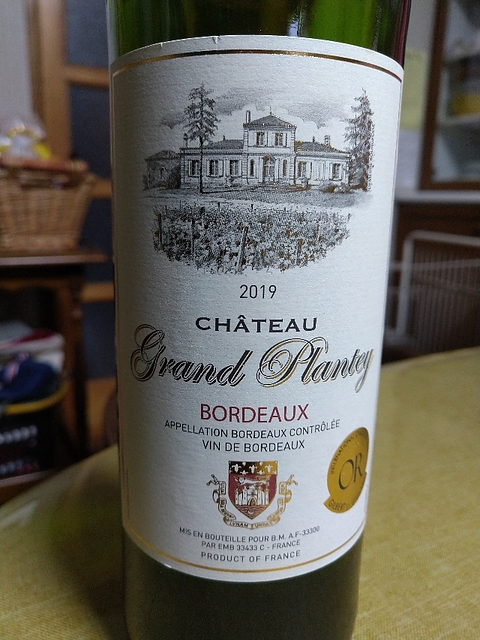 2019
CHÂTEAU
Grand Plantey
BORDEAUX
APPELLATION BORDEAUX CONTRÔLÉE
VIN DE BORDEAUX
OR
MIS EN BOUTEILLE POUR B.M. A.F-33300
PAR EMB 33433 C - FRANCE
PRODUCT OF FRANCE